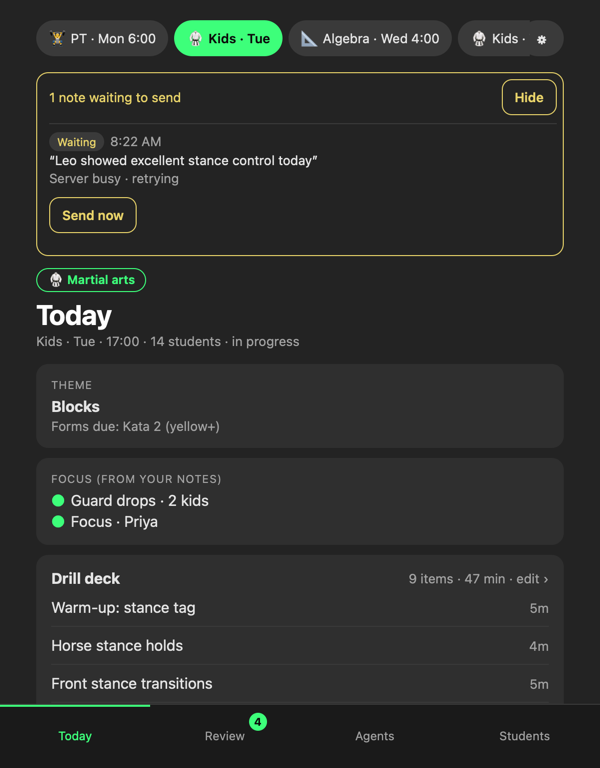 PT · Mon 6:00
Kids · Tue
Algebra · Wed 4:00
Kids ·
1 note waiting to send
Hide
Waiting 8:22 AM
“Leo showed excellent stance control today”
Server busy · retrying
Send now
Martial arts
Today
Kids · Tue · 17:00 · 14 students · in progress
THEME
Blocks
Forms due: Kata 2 (yellow+)
FOCUS (FROM YOUR NOTES)
Guard drops · 2 kids
Focus · Priya
Drill deck 9 items · 47 min · edit ›
Warm-up: stance tag 5m
Horse stance holds 4m
Front stance transitions 5m
Today
Review 4
Agents
Students